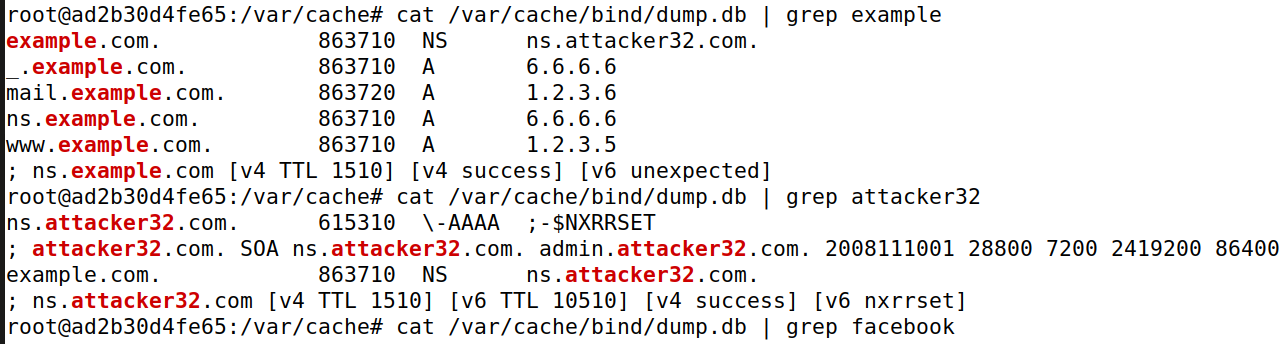 root@ad2b30d4fe65:/var/cache# cat /var/cache/bind/dump.db | grep example
example.com. 863710 NS ns.attacker32.com.
_.example.com. 863710 A 6.6.6.6
mail.example.com. 863720 A 1.2.3.6
ns.example.com. 863710 A 6.6.6.6
www.example.com. 863710 A 1.2.3.5
; ns.example.com [v4 TTL 1510] [v4 success] [v6 unexpected]
root@ad2b30d4fe65:/var/cache# cat /var/cache/bind/dump.db | grep attacker32
ns.attacker32.com. 615310 \-AAAA ;-$NXRRSET
; attacker32.com. SOA ns.attacker32.com. admin.attacker32.com. 2008111001 28800 7200 2419200 86400
example.com. 863710 NS ns.attacker32.com.
; ns.attacker32.com [v4 TTL 1510] [v6 TTL 10510] [v4 success] [v6 nxrrset]
root@ad2b30d4fe65:/var/cache# cat /var/cache/bind/dump.db | grep facebook